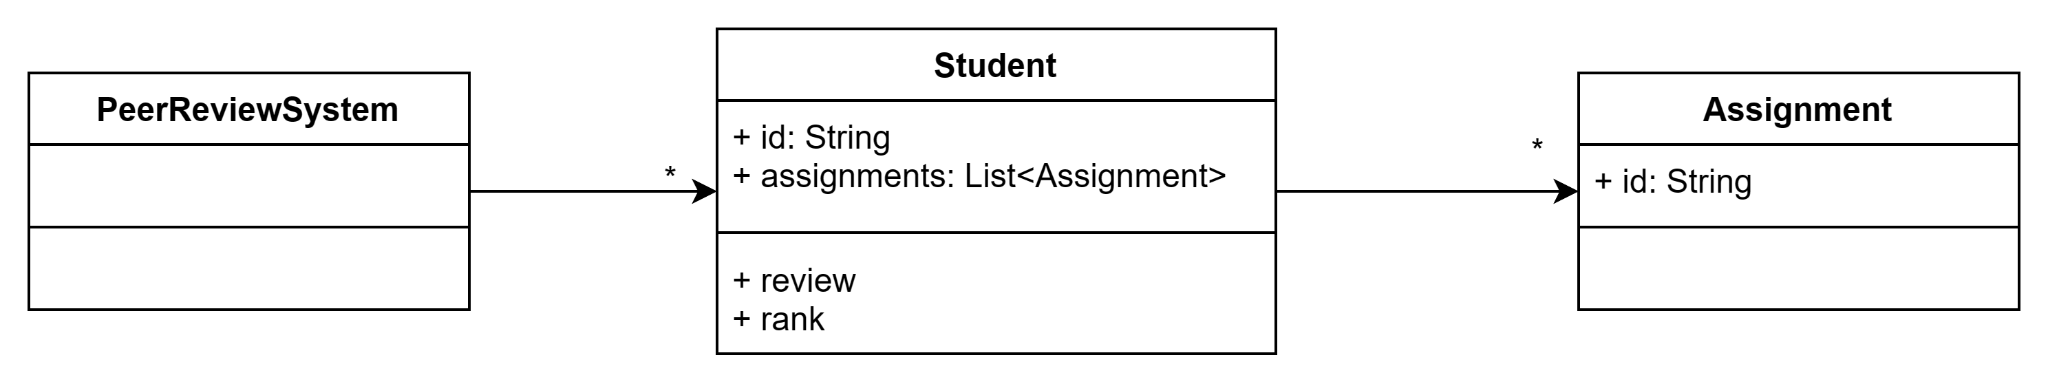 PeerReviewSystem
*
Student
+ id: String
+ assignments: List<Assignment>
+ review
+ rank
*
Assignment
+ id: String